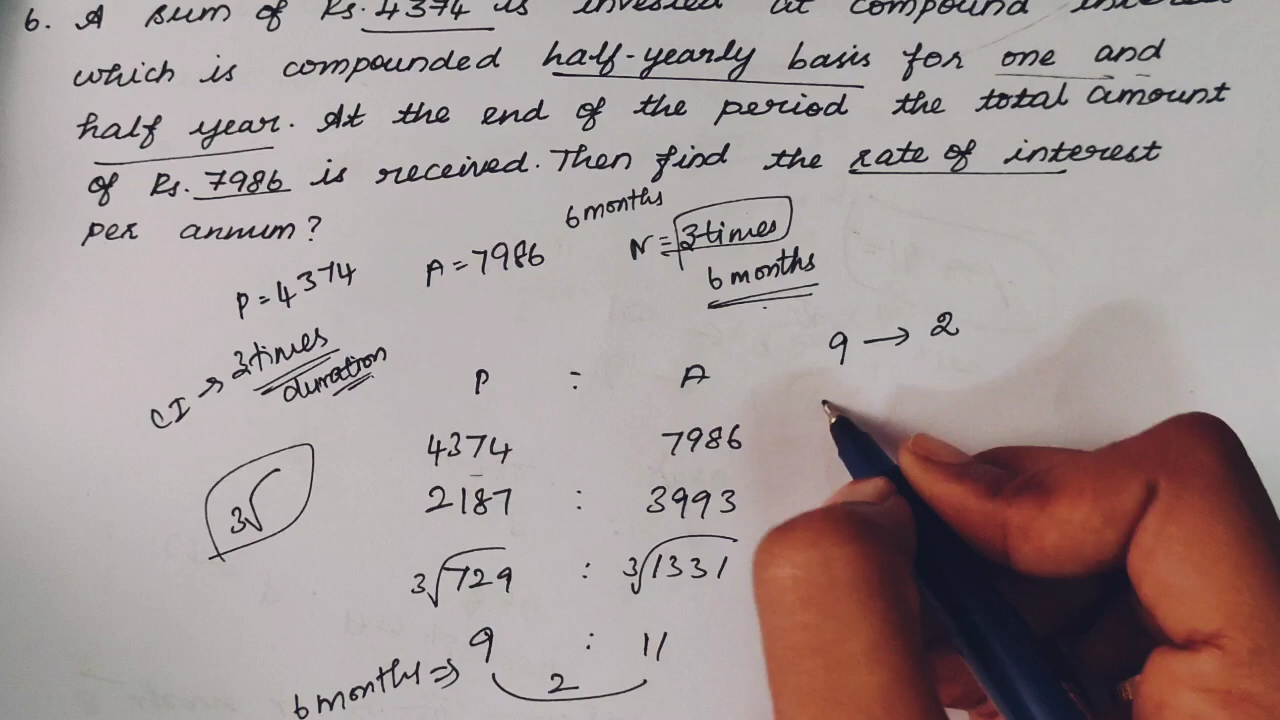 6. A sum of Rs. 4374 is invested at compound
which is compounded half-yearly basis for one and
half year. At the end of the period the total amount
of Rs. 7986 is received. Then find the rate of interest
per annum?
6 months
P = 4374 A = 7986 N = 3 times
6 months
CI → 3 times
duration
9 → 2
P : A
4374 7986
2187 : 3993
3√
3√729 : 3√1331
6 months ⇒ 9 : 11
2